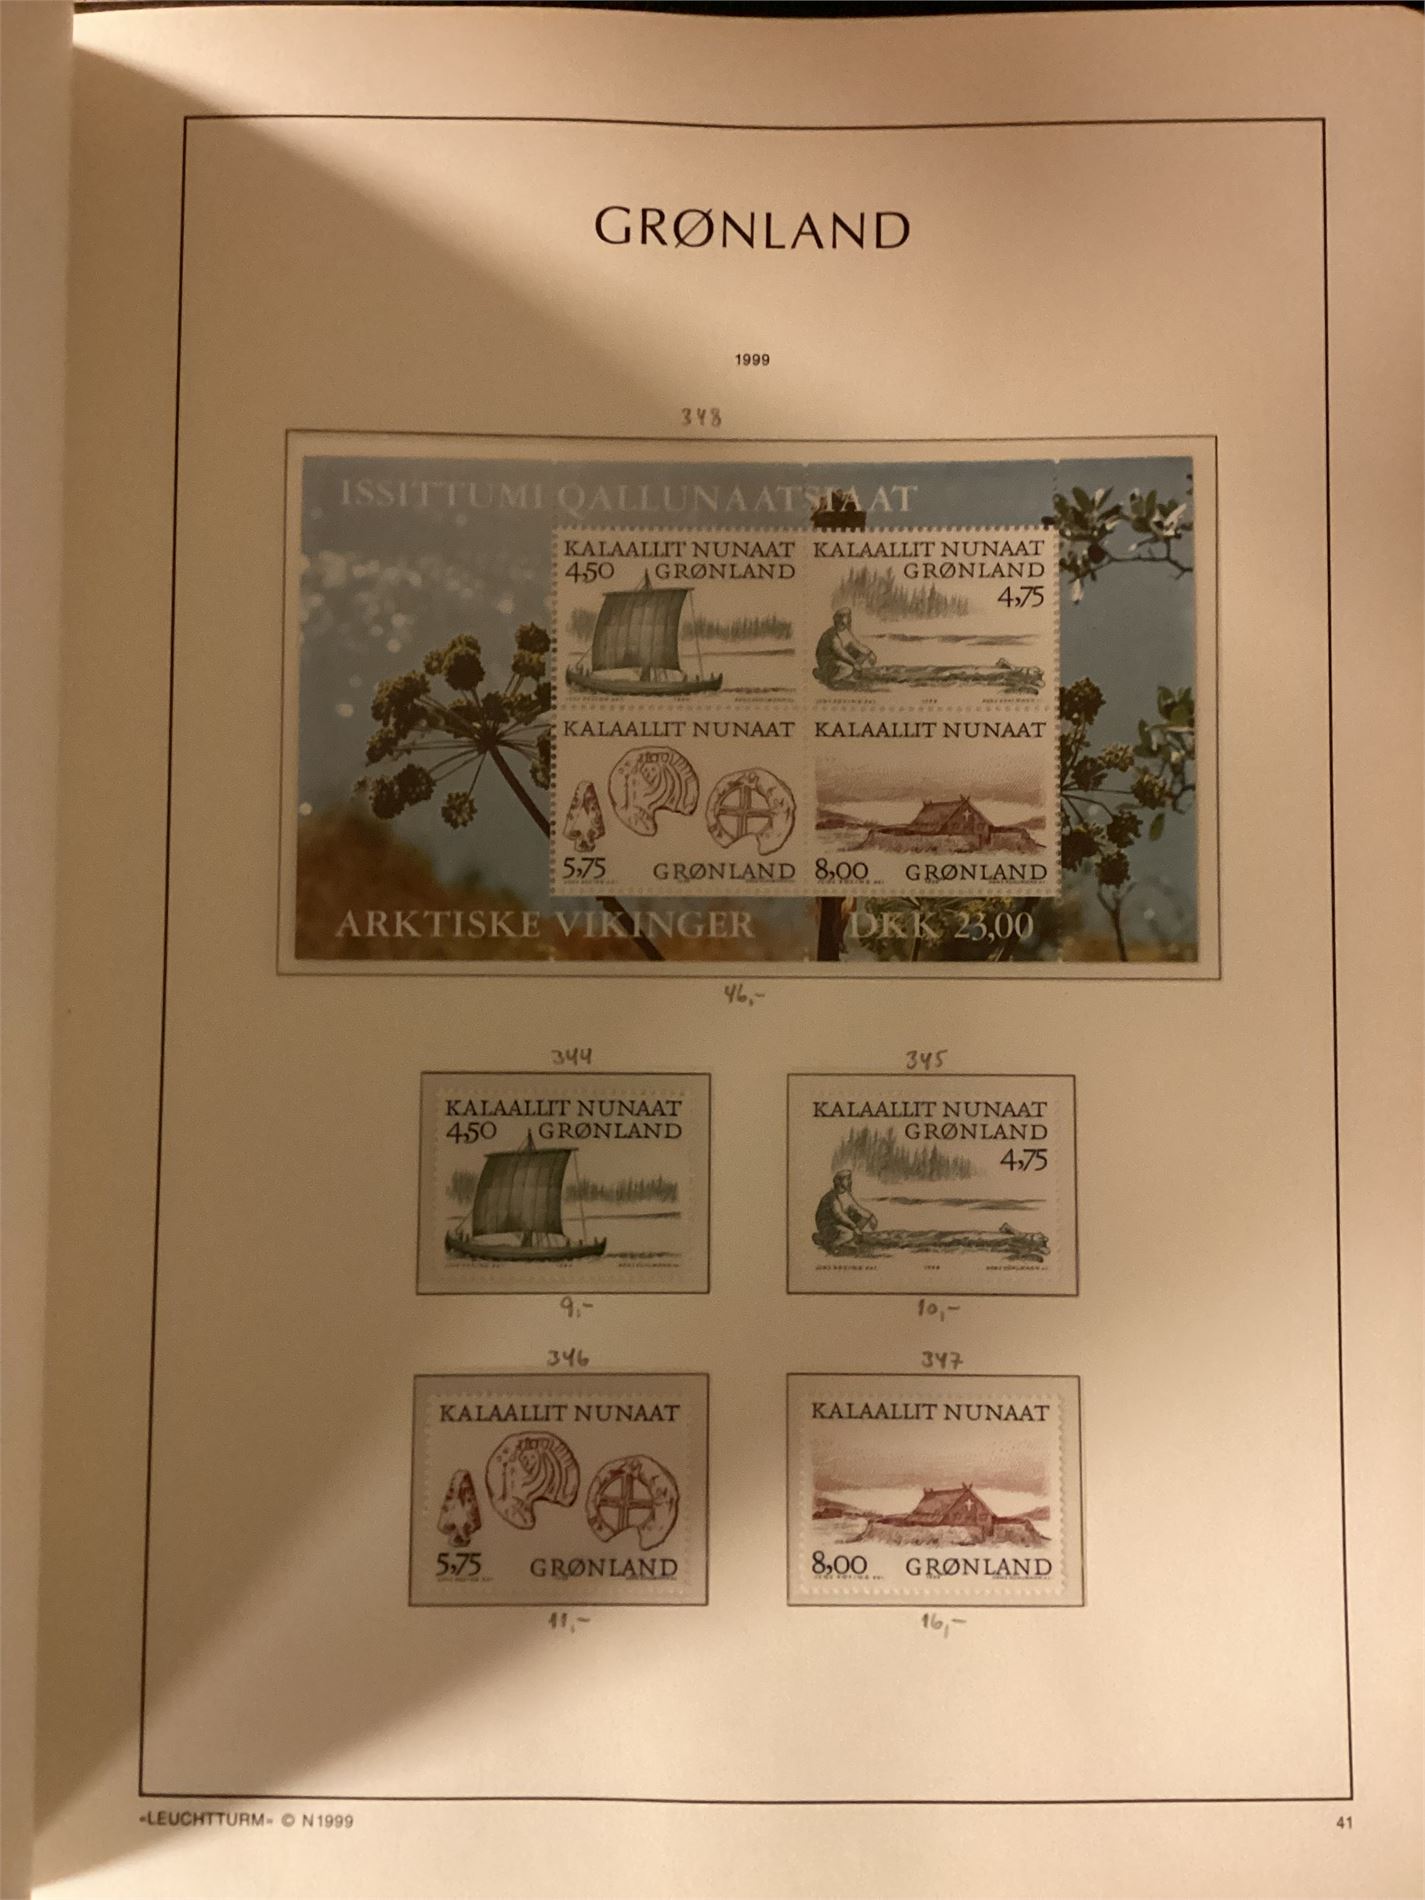 GRØNLAND
1999
348
ISSITTUMI QALLUNAATSIAAT
KALAALLIT NUNAAT
4,50 GRØNLAND
KALAALLIT NUNAAT
GRØNLAND
4,75
KALAALLIT NUNAAT
5,75 GRØNLAND
KALAALLIT NUNAAT
8,00 GRØNLAND
ARKTISKE VIKINGER DKK 23,00
46,-
344
KALAALLIT NUNAAT
4,50 GRØNLAND
9,-
345
KALAALLIT NUNAAT
GRØNLAND
4,75
10,-
346
KALAALLIT NUNAAT
5,75 GRØNLAND
11,-
347
KALAALLIT NUNAAT
8,00 GRØNLAND
16,-
«LEUCHTTURM» © N1999
41